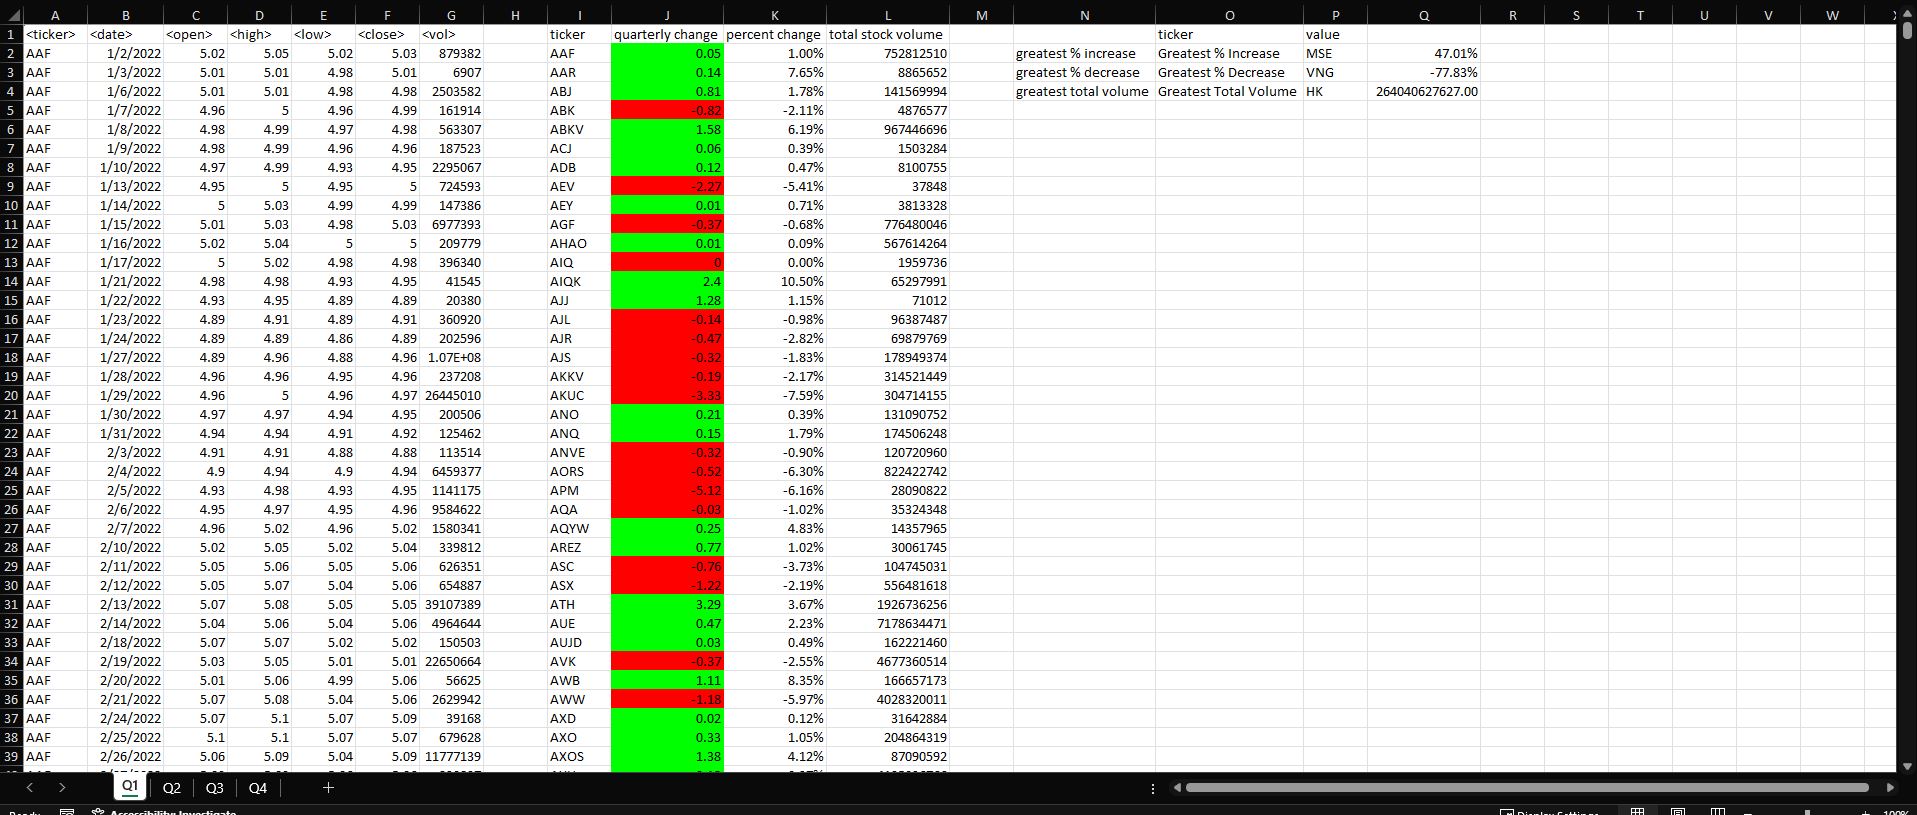 A B C D E F G H I J K L M N O P Q R S T U V W
1 <ticker> <date> <open> <high> <low> <close> <vol> ticker quarterly change percent change total stock volume ticker value
2 AAF 1/2/2022 5.02 5.05 5.02 5.03 879382 AAF 0.05 1.00% 752812510 greatest % increase Greatest % Increase MSE 47.01%
3 AAF 1/3/2022 5.01 5.01 4.98 5.01 6907 AAR 0.14 7.65% 8865652 greatest % decrease Greatest % Decrease VNG -77.83%
4 AAF 1/6/2022 5.01 5.01 4.98 4.98 2503582 ABJ 0.81 1.78% 141569994 greatest total volume Greatest Total Volume HK 264040627627.00
5 AAF 1/7/2022 4.96 5 4.96 4.99 161914 ABK -0.82 -2.11% 4876577
6 AAF 1/8/2022 4.98 4.99 4.97 4.98 563307 ABKV 1.58 6.19% 967446696
7 AAF 1/9/2022 4.98 4.99 4.96 4.96 187523 ACJ 0.06 0.39% 1503284
8 AAF 1/10/2022 4.97 4.99 4.93 4.95 2295067 ADB 0.12 0.47% 8100755
9 AAF 1/13/2022 4.95 5 4.95 5 724593 AEV -2.27 -5.41% 37848
10 AAF 1/14/2022 5 5.03 4.99 4.99 147386 AEY 0.01 0.71% 3813328
11 AAF 1/15/2022 5.01 5.03 4.98 5.03 6977393 AGF -0.37 -0.68% 776480046
12 AAF 1/16/2022 5.02 5.04 5 5 209779 AHAO 0.01 0.09% 567614264
13 AAF 1/17/2022 5 5.02 4.98 4.98 396340 AIQ 0 0.00% 1959736
14 AAF 1/21/2022 4.98 4.98 4.93 4.95 41545 AIQK 2.4 10.50% 65297991
15 AAF 1/22/2022 4.93 4.95 4.89 4.89 20380 AJJ 1.28 1.15% 71012
16 AAF 1/23/2022 4.89 4.91 4.89 4.91 360920 AJL -0.14 -0.98% 96387487
17 AAF 1/24/2022 4.89 4.89 4.86 4.89 202596 AJR -0.47 -2.82% 69879769
18 AAF 1/27/2022 4.89 4.96 4.88 4.96 1.07E+08 AJS -0.32 -1.83% 178949374
19 AAF 1/28/2022 4.96 4.96 4.95 4.96 237208 AKKV -0.19 -2.17% 314521449
20 AAF 1/29/2022 4.96 5 4.96 4.97 26445010 AKUC -3.33 -7.59% 304714155
21 AAF 1/30/2022 4.97 4.97 4.94 4.95 200506 ANO 0.21 0.39% 131090752
22 AAF 1/31/2022 4.94 4.94 4.91 4.92 125462 ANQ 0.15 1.79% 174506248
23 AAF 2/3/2022 4.91 4.91 4.88 4.88 113514 ANVE -0.32 -0.90% 120720960
24 AAF 2/4/2022 4.9 4.94 4.9 4.94 6459377 AORS -0.52 -6.30% 822422742
25 AAF 2/5/2022 4.93 4.98 4.93 4.95 1141175 APM -5.12 -6.16% 28090822
26 AAF 2/6/2022 4.95 4.97 4.95 4.96 9584622 AQA -0.03 -1.02% 35324348
27 AAF 2/7/2022 4.96 5.02 4.96 5.02 1580341 AQYW 0.25 4.83% 14357965
28 AAF 2/10/2022 5.02 5.05 5.02 5.04 339812 AREZ 0.77 1.02% 30061745
29 AAF 2/11/2022 5.05 5.06 5.05 5.06 626351 ASC -0.76 -3.73% 104745031
30 AAF 2/12/2022 5.05 5.07 5.04 5.06 654887 ASX -1.22 -2.19% 556481618
31 AAF 2/13/2022 5.07 5.08 5.05 5.05 39107389 ATH 3.29 3.67% 1926736256
32 AAF 2/14/2022 5.04 5.06 5.04 5.06 4964644 AUE 0.47 2.23% 7178634471
33 AAF 2/18/2022 5.07 5.07 5.02 5.02 150503 AUJD 0.03 0.49% 162221460
34 AAF 2/19/2022 5.03 5.05 5.01 5.01 22650664 AVK -0.37 -2.55% 4677360514
35 AAF 2/20/2022 5.01 5.06 4.99 5.06 56625 AWB 1.11 8.35% 166657173
36 AAF 2/21/2022 5.07 5.08 5.04 5.06 2629942 AWW -1.18 -5.97% 4028320011
37 AAF 2/24/2022 5.07 5.1 5.07 5.09 39168 AXD 0.02 0.12% 31642884
38 AAF 2/25/2022 5.1 5.1 5.07 5.07 679628 AXO 0.33 1.05% 204864319
39 AAF 2/26/2022 5.06 5.09 5.04 5.09 11777139 AXOS 1.38 4.12% 87090592
Q1 Q2 Q3 Q4
Ready Accessibility: Investigate Display Settings 100%